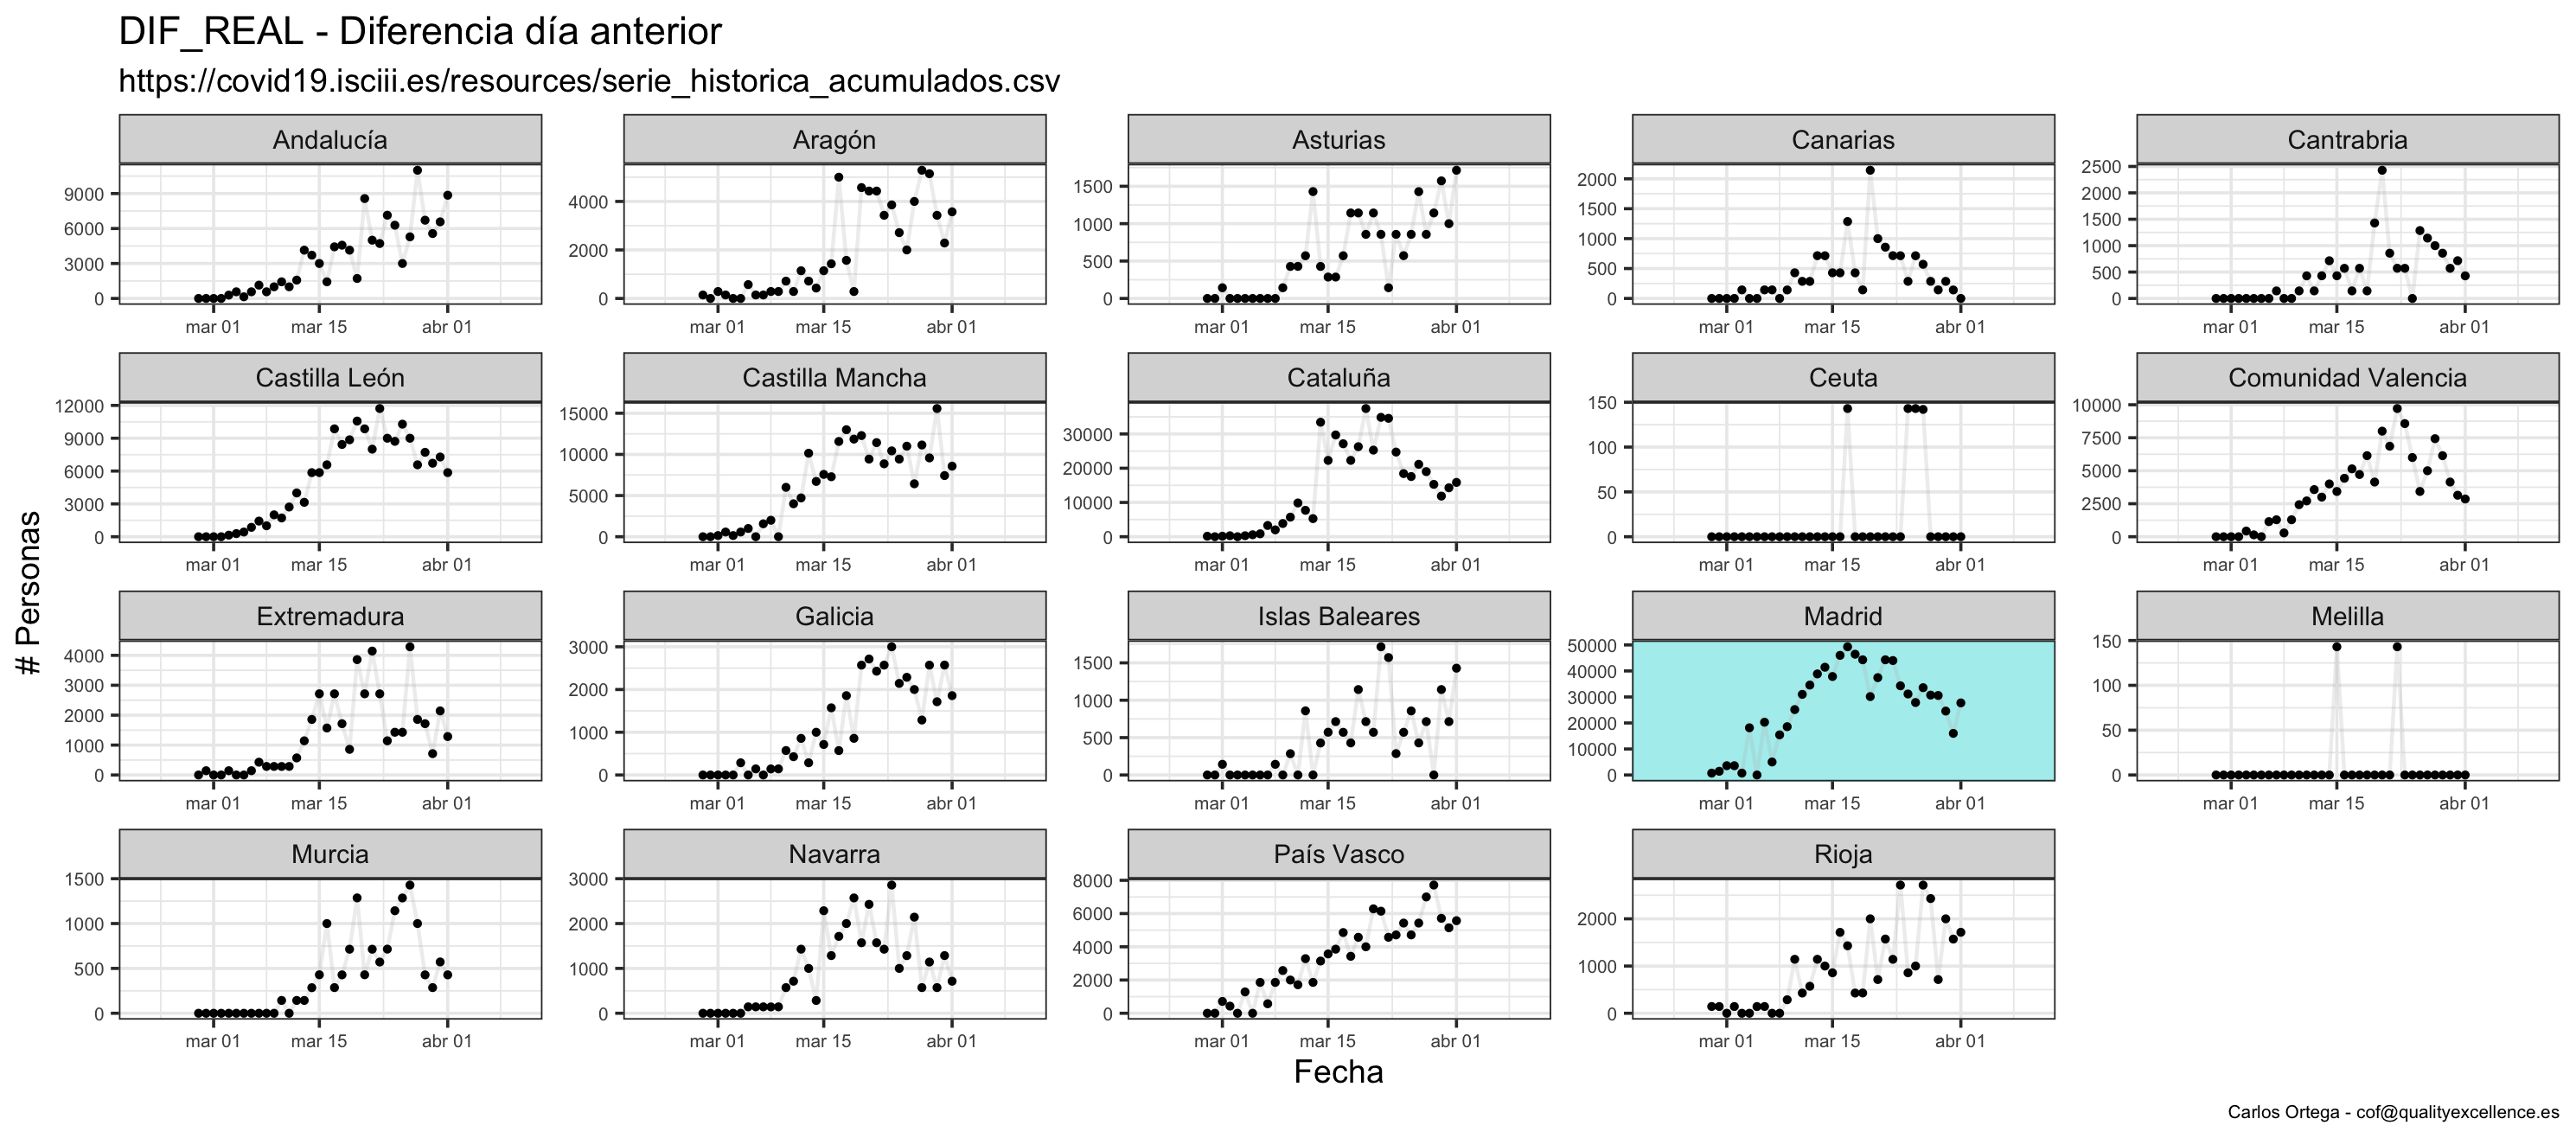 DIF_REAL - Diferencia día anterior
https://covid19.isciii.es/resources/serie_historica_acumulados.csv
# Personas
Andalucía
9000
6000
3000
0
mar 01 mar 15 abr 01
Aragón
4000
2000
0
mar 01 mar 15 abr 01
Asturias
1500
1000
500
0
mar 01 mar 15 abr 01
Canarias
2000
1500
1000
500
0
mar 01 mar 15 abr 01
Cantrabria
2500
2000
1500
1000
500
0
mar 01 mar 15 abr 01
Castilla León
12000
9000
6000
3000
0
mar 01 mar 15 abr 01
Castilla Mancha
15000
10000
5000
0
mar 01 mar 15 abr 01
Cataluña
30000
20000
10000
0
mar 01 mar 15 abr 01
Ceuta
150
100
50
0
mar 01 mar 15 abr 01
Comunidad Valencia
10000
7500
5000
2500
0
mar 01 mar 15 abr 01
Extremadura
4000
3000
2000
1000
0
mar 01 mar 15 abr 01
Galicia
3000
2000
1000
0
mar 01 mar 15 abr 01
Islas Baleares
1500
1000
500
0
mar 01 mar 15 abr 01
Madrid
50000
40000
30000
20000
10000
0
mar 01 mar 15 abr 01
Melilla
150
100
50
0
mar 01 mar 15 abr 01
Murcia
1500
1000
500
0
mar 01 mar 15 abr 01
Navarra
3000
2000
1000
0
mar 01 mar 15 abr 01
País Vasco
8000
6000
4000
2000
0
mar 01 mar 15 abr 01
Rioja
2000
1000
0
mar 01 mar 15 abr 01
Fecha
Carlos Ortega - cof@qualityexcellence.es